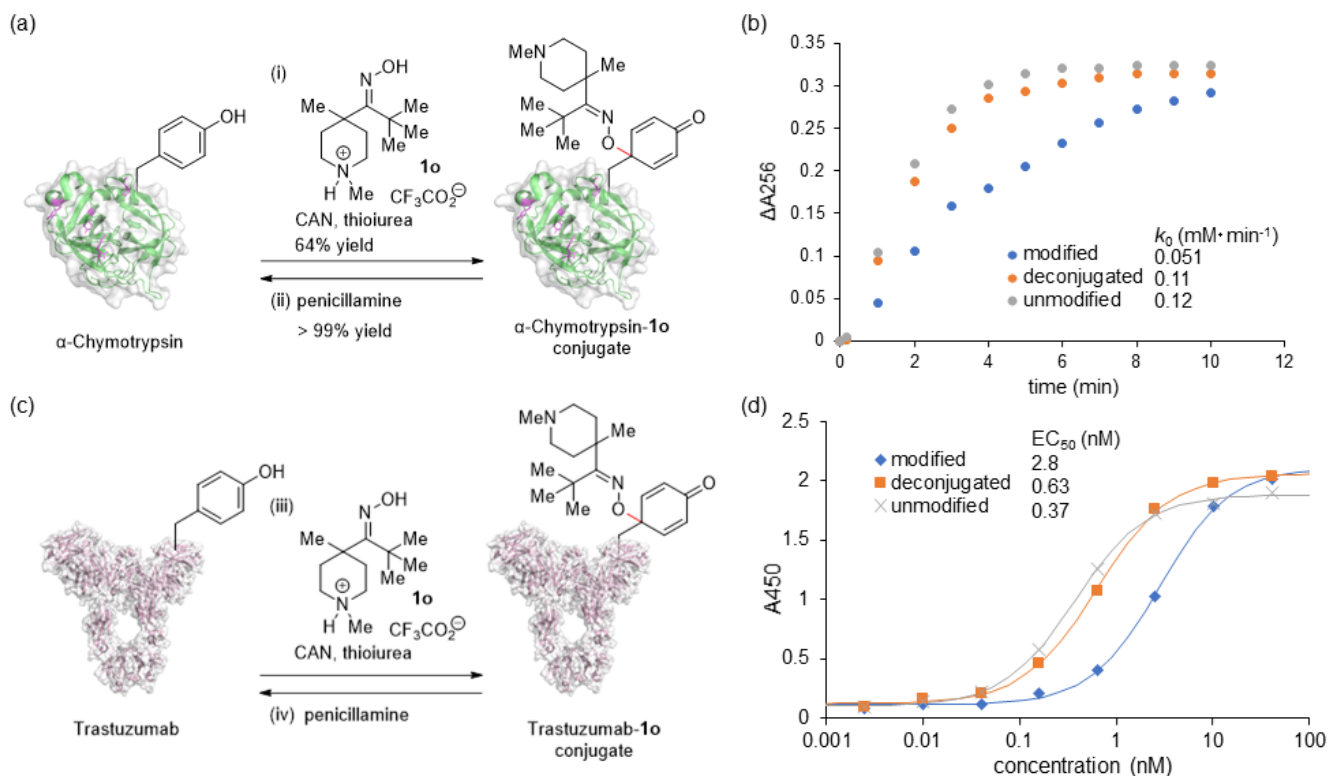 (a)
OH
(i)
N
OH
Me
Me
Me
Me
N
H
Me
1o
CF₃CO₂⊖
CAN, thioiurea
64% yield
(ii) penicillamine
> 99% yield
α-Chymotrypsin
MeN
Me
Me
Me
Me
N
O
O
α-Chymotrypsin-1o
conjugate
(b)
0.35
0.3
0.25
0.2
0.15
0.1
0.05
0
ΔA256
k₀ (mM·min⁻¹)
modified 0.051
deconjugated 0.11
unmodified 0.12
0 2 4 6 8 10 12
time (min)
(c)
OH
(iii)
N
OH
Me
Me
Me
Me
N
H
Me
1o
CF₃CO₂⊖
CAN, thioiurea
(iv) penicillamine
Trastuzumab
MeN
Me
Me
Me
Me
N
O
O
Trastuzumab-1o
conjugate
(d)
2.5
2
1.5
1
0.5
0
A450
EC₅₀ (nM)
modified 2.8
deconjugated 0.63
unmodified 0.37
0.001 0.01 0.1 1 10 100
concentration (nM)